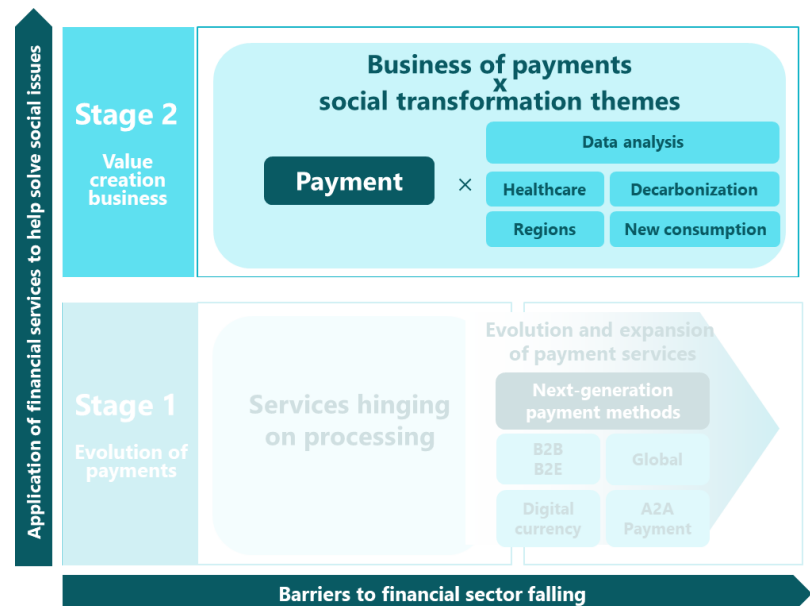 Application of financial services to help solve social issues
Stage 2
Value
creation
business
Business of payments
x
social transformation themes
Payment
×
Data analysis
Healthcare
Decarbonization
Regions
New consumption
Stage 1
Evolution of
payments
Services hinging
on processing
Evolution and expansion
of payment services
Next-generation
payment methods
B2B
B2E
Global
Digital
currency
A2A
Payment
Barriers to financial sector falling